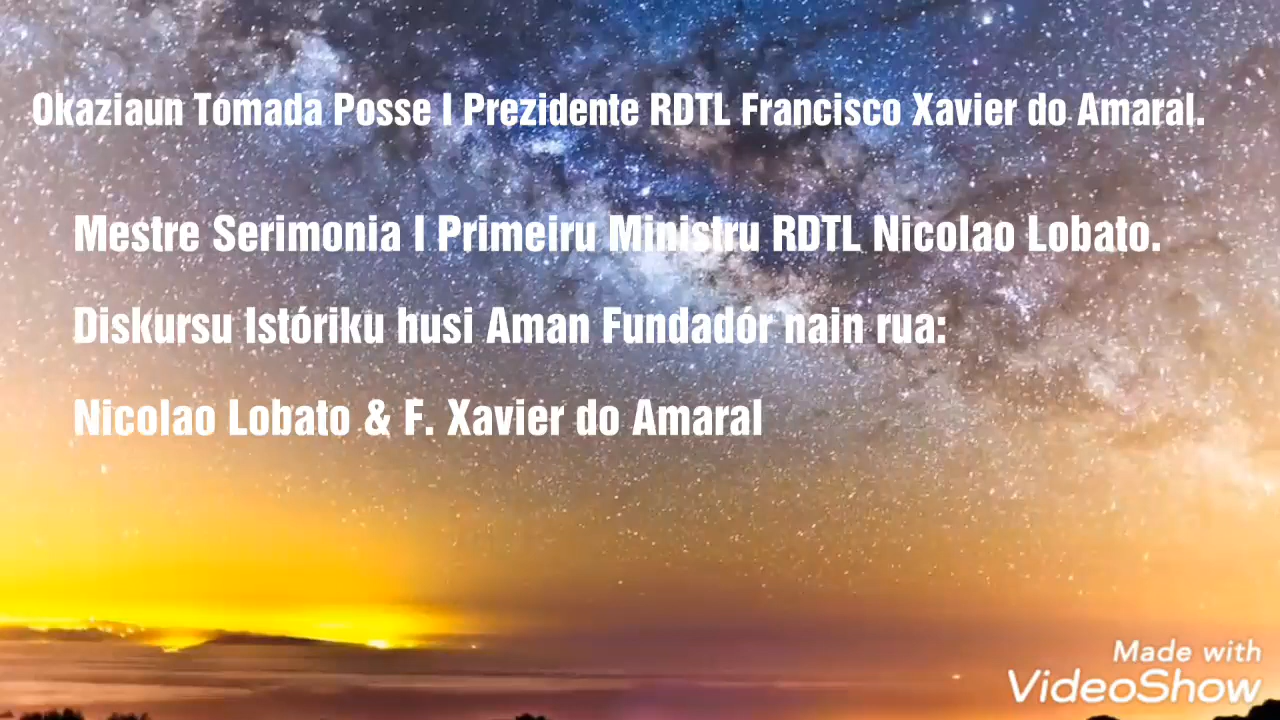 Okaziaun Tomada Posse I Prezidente RDTL Francisco Xavier do Amaral.
Mestre Serimonia I Primeiru Ministru RDTL Nicolao Lobato.
Diskursu Istóriku husi Aman Fundadór nain rua:
Nicolao Lobato & F. Xavier do Amaral
Made with
VideoShow